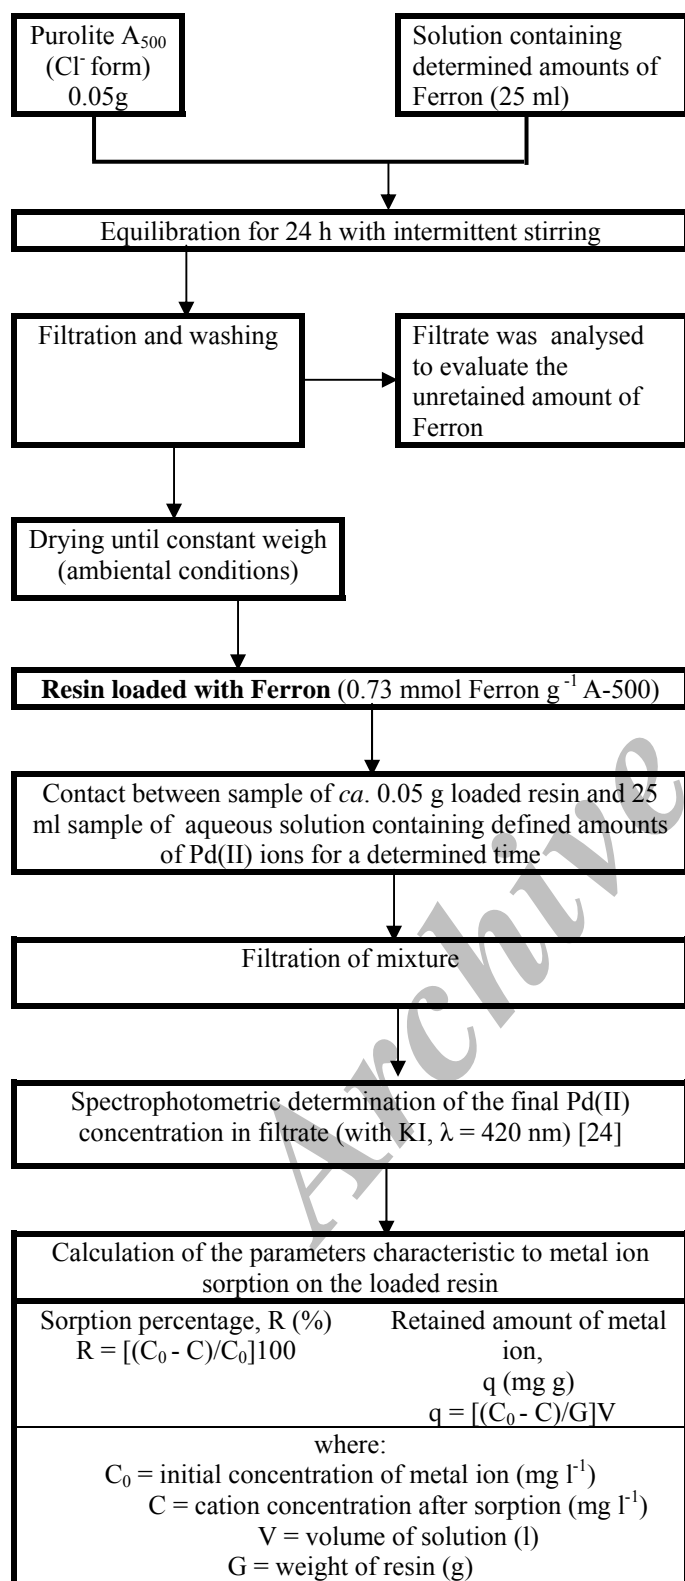 Purolite A500
(Cl- form)
0.05g
Solution containing
determined amounts of
Ferron (25 ml)
Equilibration for 24 h with intermittent stirring
Filtration and washing
Filtrate was analysed
to evaluate the
unretained amount of
Ferron
Drying until constant weigh
(ambiental conditions)
Resin loaded with Ferron (0.73 mmol Ferron g -1 A-500)
Contact between sample of ca. 0.05 g loaded resin and 25
ml sample of aqueous solution containing defined amounts
of Pd(II) ions for a determined time
Filtration of mixture
Spectrophotometric determination of the final Pd(II)
concentration in filtrate (with KI, λ = 420 nm) [24]
Calculation of the parameters characteristic to metal ion
sorption on the loaded resin
Sorption percentage, R (%)
R = [(C0 - C)/C0]100
Retained amount of metal
ion,
q (mg g)
q = [(C0 - C)/G]V
where:
C0 = initial concentration of metal ion (mg l-1)
C = cation concentration after sorption (mg l-1)
V = volume of solution (l)
G = weight of resin (g)
Archive